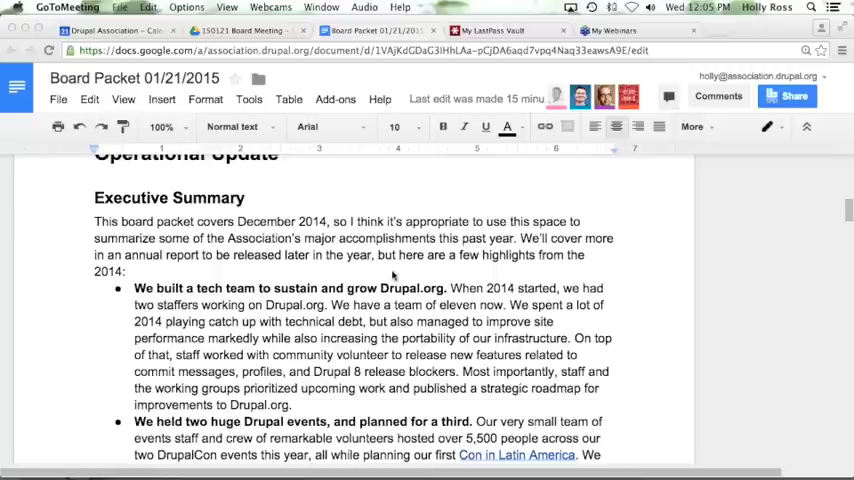 GoToMeeting File Edit Options View Webcams Window Audio Help Wed 12:05 PM Holly Ross
Drupal Association – Calen 150121 Board Meeting - Board Packet 01/21/2015 My LastPass Vault My Webinars
https://docs.google.com/a/association.drupal.org/document/d/1VAjKdGDaG3IHhLAa-pCjDA6aqd7vpq4Naq33eawsA9E/edit
Board Packet 01/21/2015
holly@association.drupal.org
File Edit View Insert Format Tools Table Add-ons Help Last edit was made 15 minu Comments Share
100% Normal text Arial 10 B I U A More
1 2 3 4 5 6 7
Operational Update
Executive Summary
This board packet covers December 2014, so I think it's appropriate to use this space to
summarize some of the Association's major accomplishments this past year. We'll cover more
in an annual report to be released later in the year, but here are a few highlights from the
2014:
● We built a tech team to sustain and grow Drupal.org. When 2014 started, we had
two staffers working on Drupal.org. We have a team of eleven now. We spent a lot of
2014 playing catch up with technical debt, but also managed to improve site
performance markedly while also increasing the portability of our infrastructure. On top
of that, staff worked with community volunteer to release new features related to
commit messages, profiles, and Drupal 8 release blockers. Most importantly, staff and
the working groups prioritized upcoming work and published a strategic roadmap for
improvements to Drupal.org.
● We held two huge Drupal events, and planned for a third. Our very small team of
events staff and crew of remarkable volunteers hosted over 5,500 people across our
two DrupalCon events this year, all while planning our first Con in Latin America. We